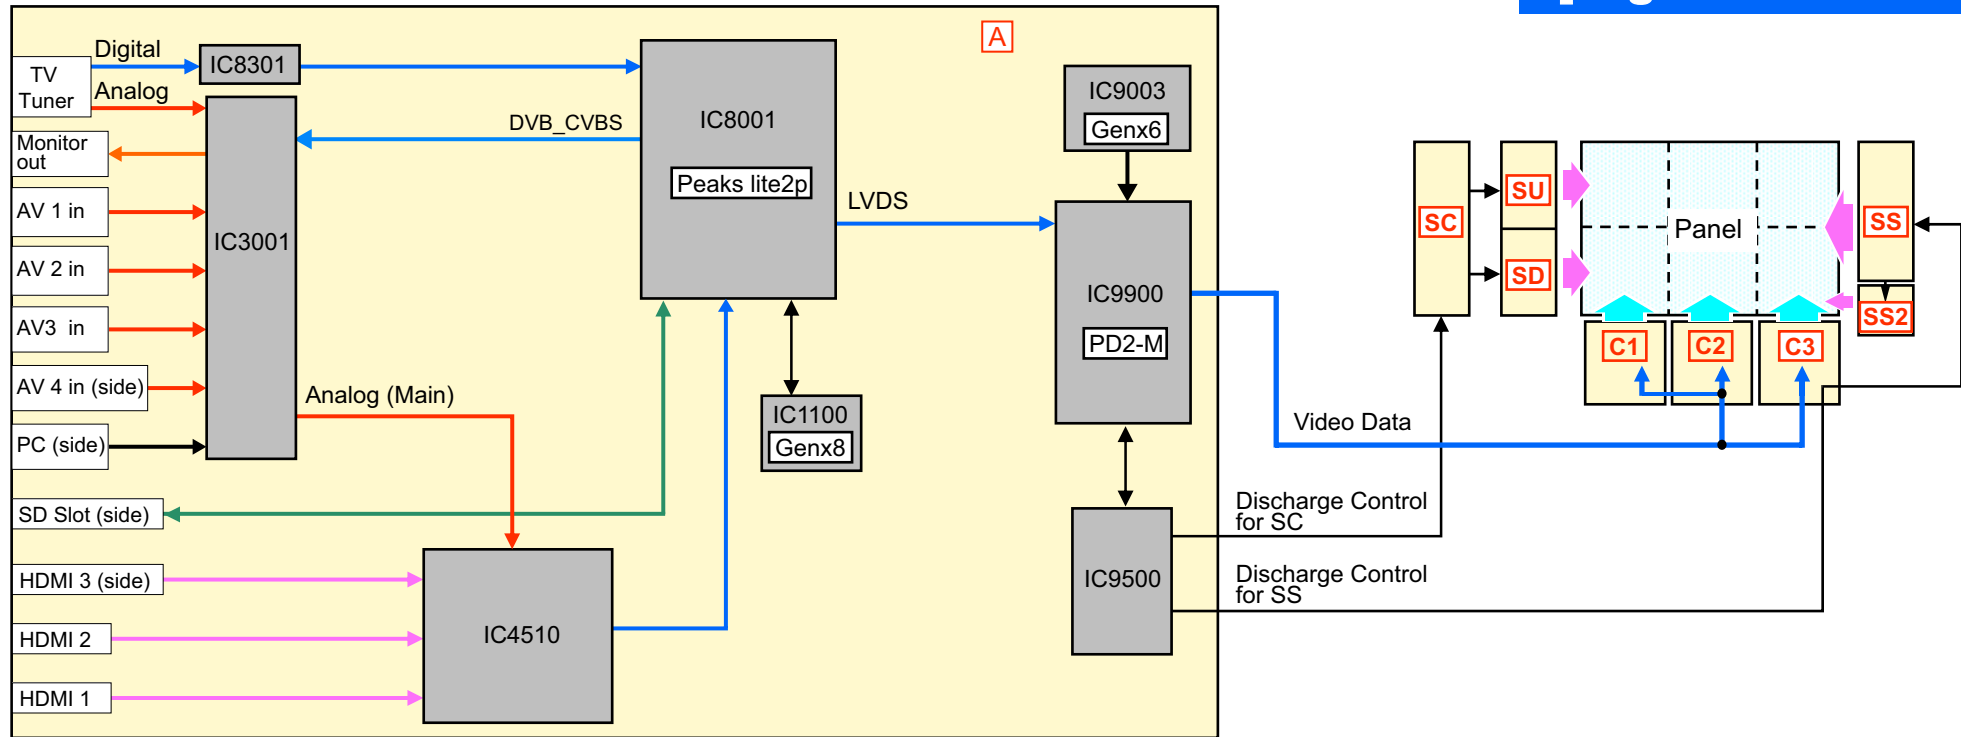 A
Digital
TV
Tuner
Analog
IC8301
Monitor
out
AV 1 in
AV 2 in
AV3 in
AV 4 in (side)
PC (side)
SD Slot (side)
HDMI 3 (side)
HDMI 2
HDMI 1
IC3001
DVB_CVBS
Analog (Main)
IC4510
IC8001
Peaks lite2p
LVDS
IC1100
Genx8
IC9003
Genx6
IC9900
PD2-M
IC9500
Video Data
Discharge Control
for SC
Discharge Control
for SS
SC
SU
SD
Panel
SS
SS2
C1
C2
C3